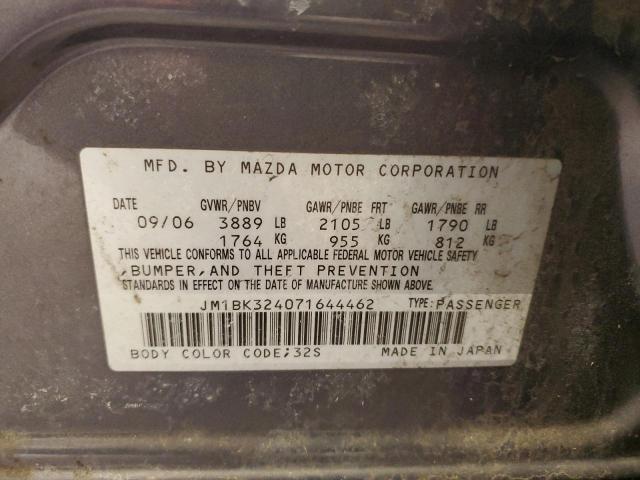 MFD. BY MAZDA MOTOR CORPORATION
DATE GVWR/PNBV GAWR/PNBE FRT GAWR/PNBE RR
09/06 3889 LB 2105 LB 1790 LB
1764 KG 955 KG 812 KG
THIS VEHICLE CONFORMS TO ALL APPLICABLE FEDERAL MOTOR VEHICLE SAFETY
,BUMPER,AND THEFT PREVENTION
STANDARDS IN EFFECT ON THE DATE OF MANUFACTURE SHOWN ABOVE.
JM1BK324071644462 TYPE:PASSENGER
BODY COLOR CODE;32S MADE IN JAPAN